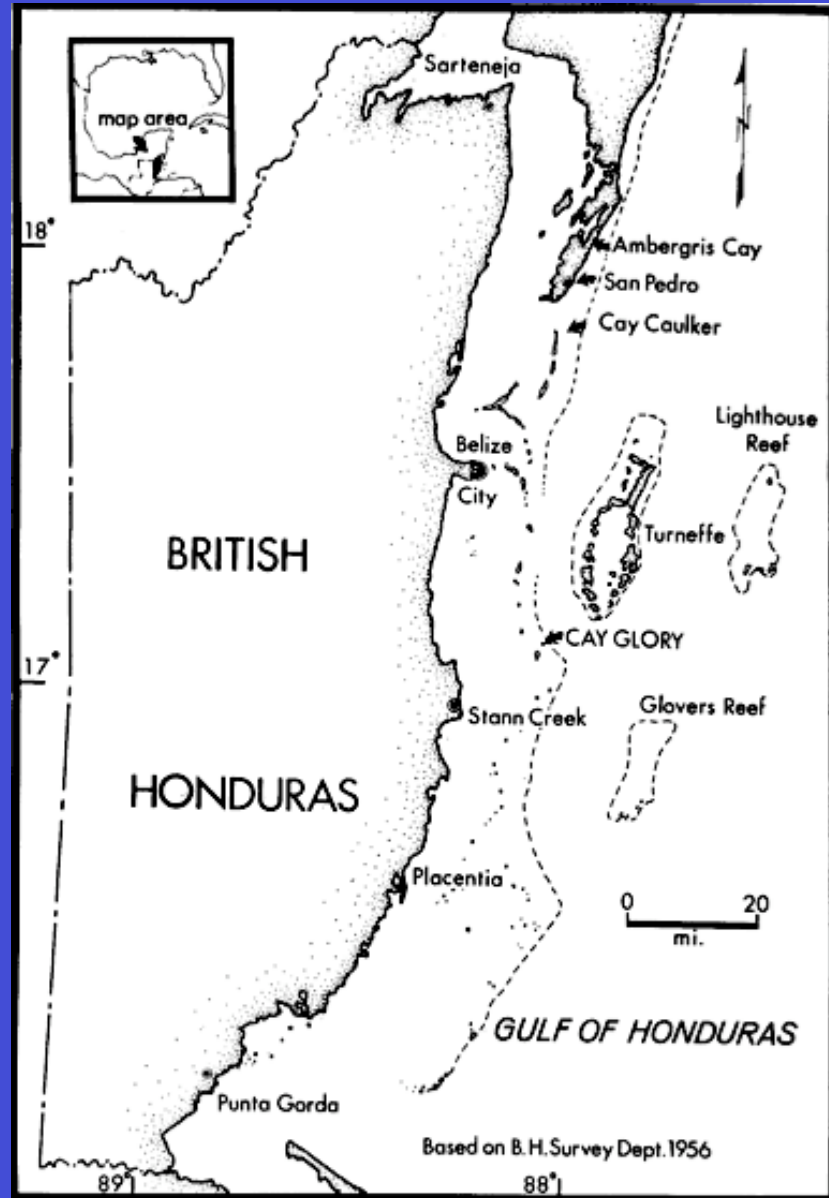 Sarteneja
map area
18°
Ambergris Cay
San Pedro
Cay Caulker
Lighthouse
Reef
Belize
City
Turneffe
BRITISH
CAY GLORY
17°
Stann Creek
Glovers Reef
HONDURAS
Placentia
0 20
mi.
N
GULF OF HONDURAS
Punta Gorda
Based on B.H. Survey Dept. 1956
89°
88°